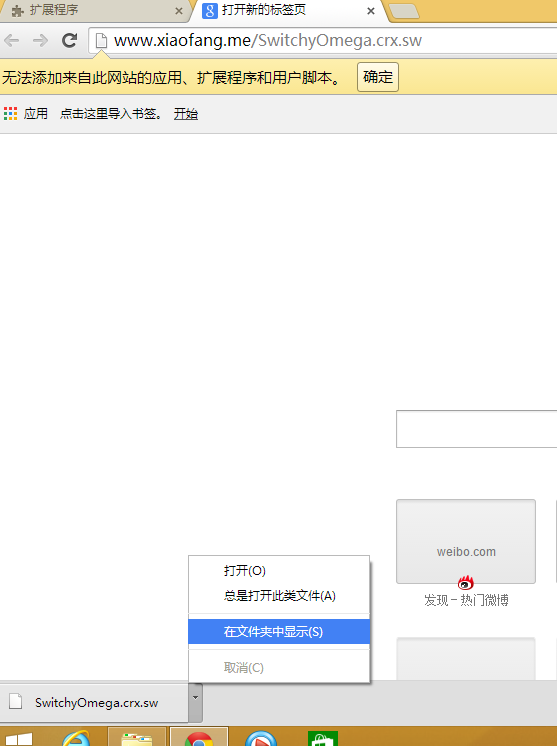 扩展程序
打开新的标签页
www.xiaofang.me/SwitchyOmega.crx.sw
无法添加来自此网站的应用、扩展程序和用户脚本。 确定
应用 点击这里导入书签。 开始
weibo.com
发现 – 热门微博
打开(O)
总是打开此类文件(A)
在文件夹中显示(S)
取消(C)
SwitchyOmega.crx.sw